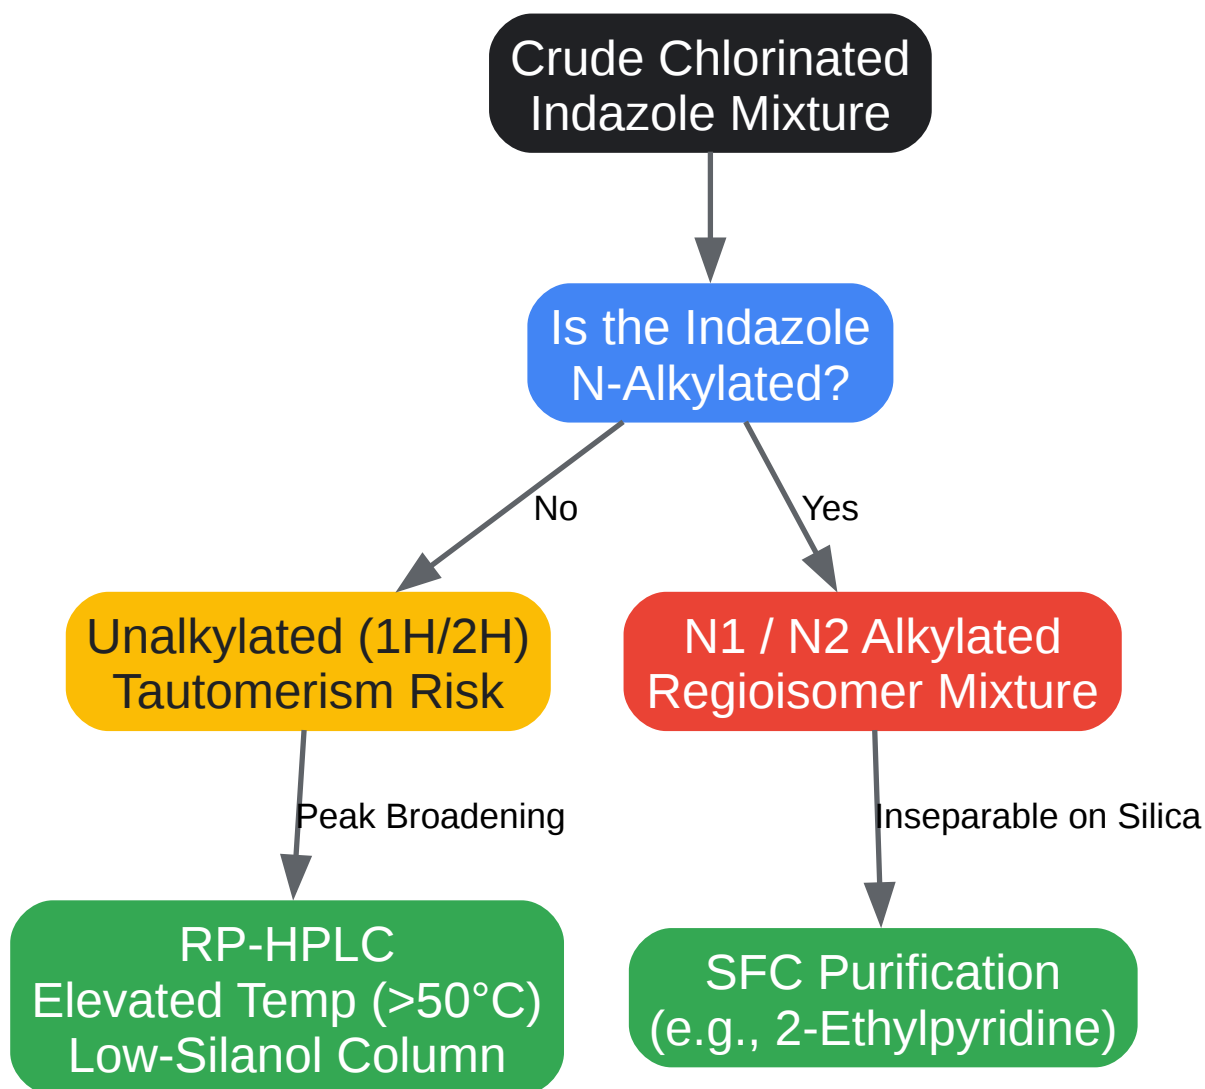 Crude Chlorinated
Indazole Mixture
Is the Indazole
N-Alkylated?
No
Yes
Unalkylated (1H/2H)
Tautomerism Risk
N1 / N2 Alkylated
Regioisomer Mixture
Peak Broadening
Inseparable on Silica
RP-HPLC
Elevated Temp (>50°C)
Low-Silanol Column
SFC Purification
(e.g., 2-Ethylpyridine)